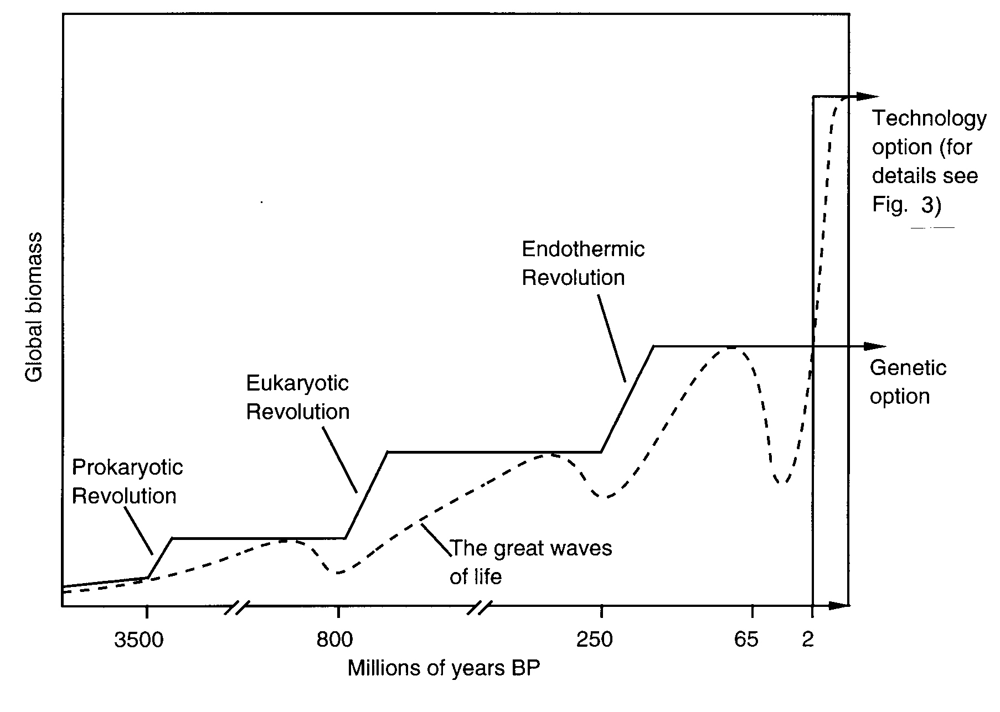 Technology
option (for
details see
Fig. 3)
Endothermic
Revolution
Global biomass
Genetic
option
Eukaryotic
Revolution
Prokaryotic
Revolution
The great waves
of life
3500
800
250
65
2
Millions of years BP